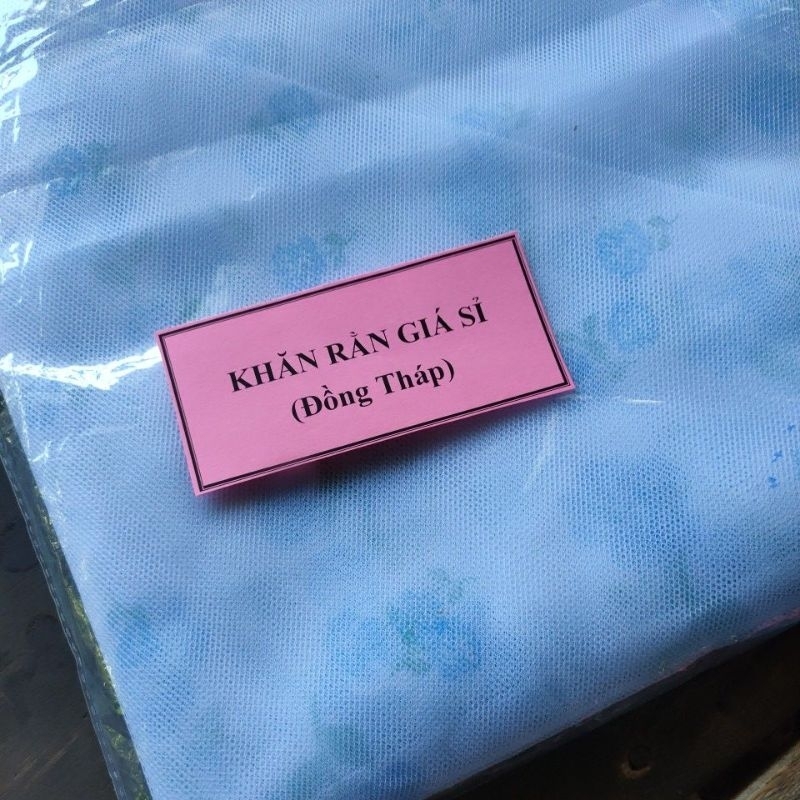 KHĂN RẰN GIÁ SỈ
(Đồng Tháp)